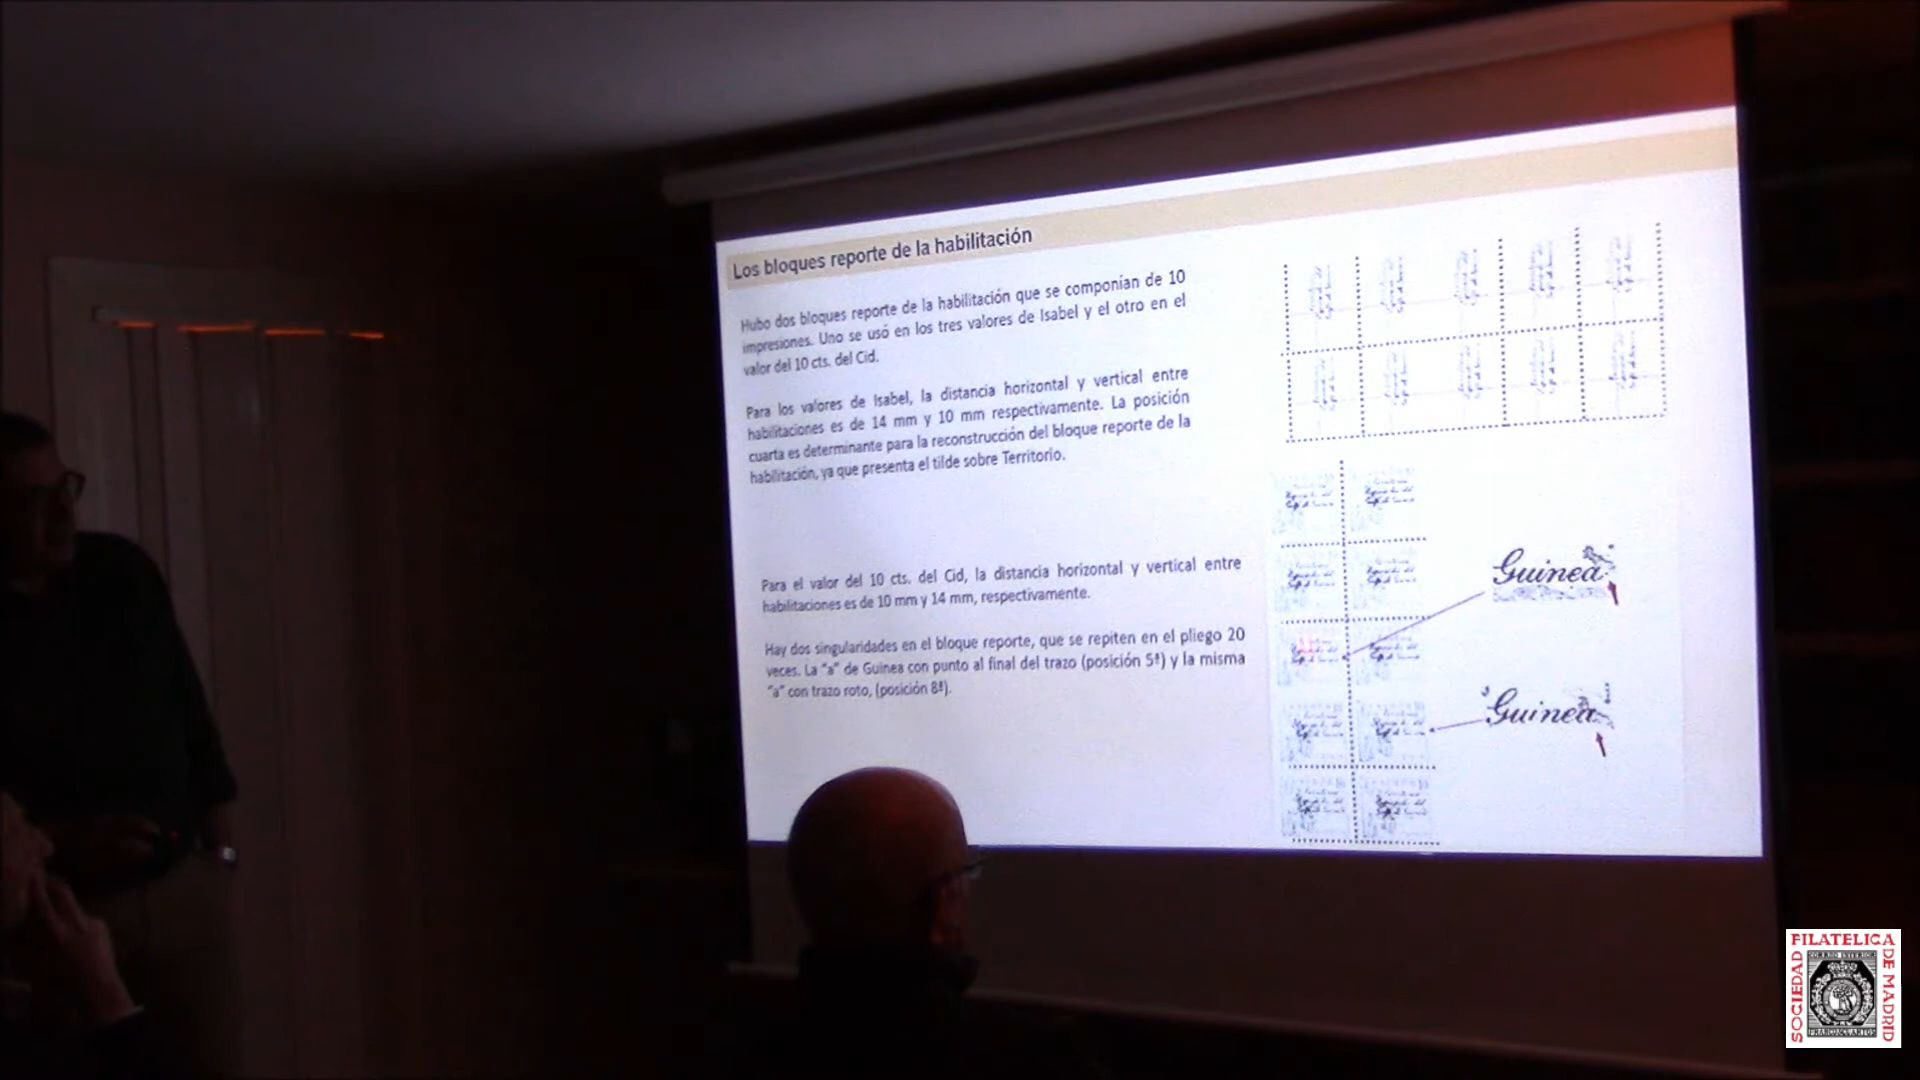 Los bloques reporte de la habilitación
Hubo dos bloques reporte de la habilitación que se componían de 10
impresiones. Uno se usó en los tres valores de Isabel y el otro en el
valor del 10 cts. del Cid.
Para los valores de Isabel, la distancia horizontal y vertical entre
habilitaciones es de 14 mm y 10 mm respectivamente. La posición
cuarta es determinante para la reconstrucción del bloque reporte de la
habilitación, ya que presenta el tilde sobre Territorio.
Para el valor del 10 cts. del Cid, la distancia horizontal y vertical entre
habilitaciones es de 10 mm y 14 mm, respectivamente.
Hay dos singularidades en el bloque reporte, que se repiten en el pliego 20
veces. La "a" de Guinea con punto al final del trazo (posición 5ª) y la misma
"a" con trazo roto, (posición 8ª).
Guinea
Guinea
SOCIEDAD
FILATELICA
DE MADRID